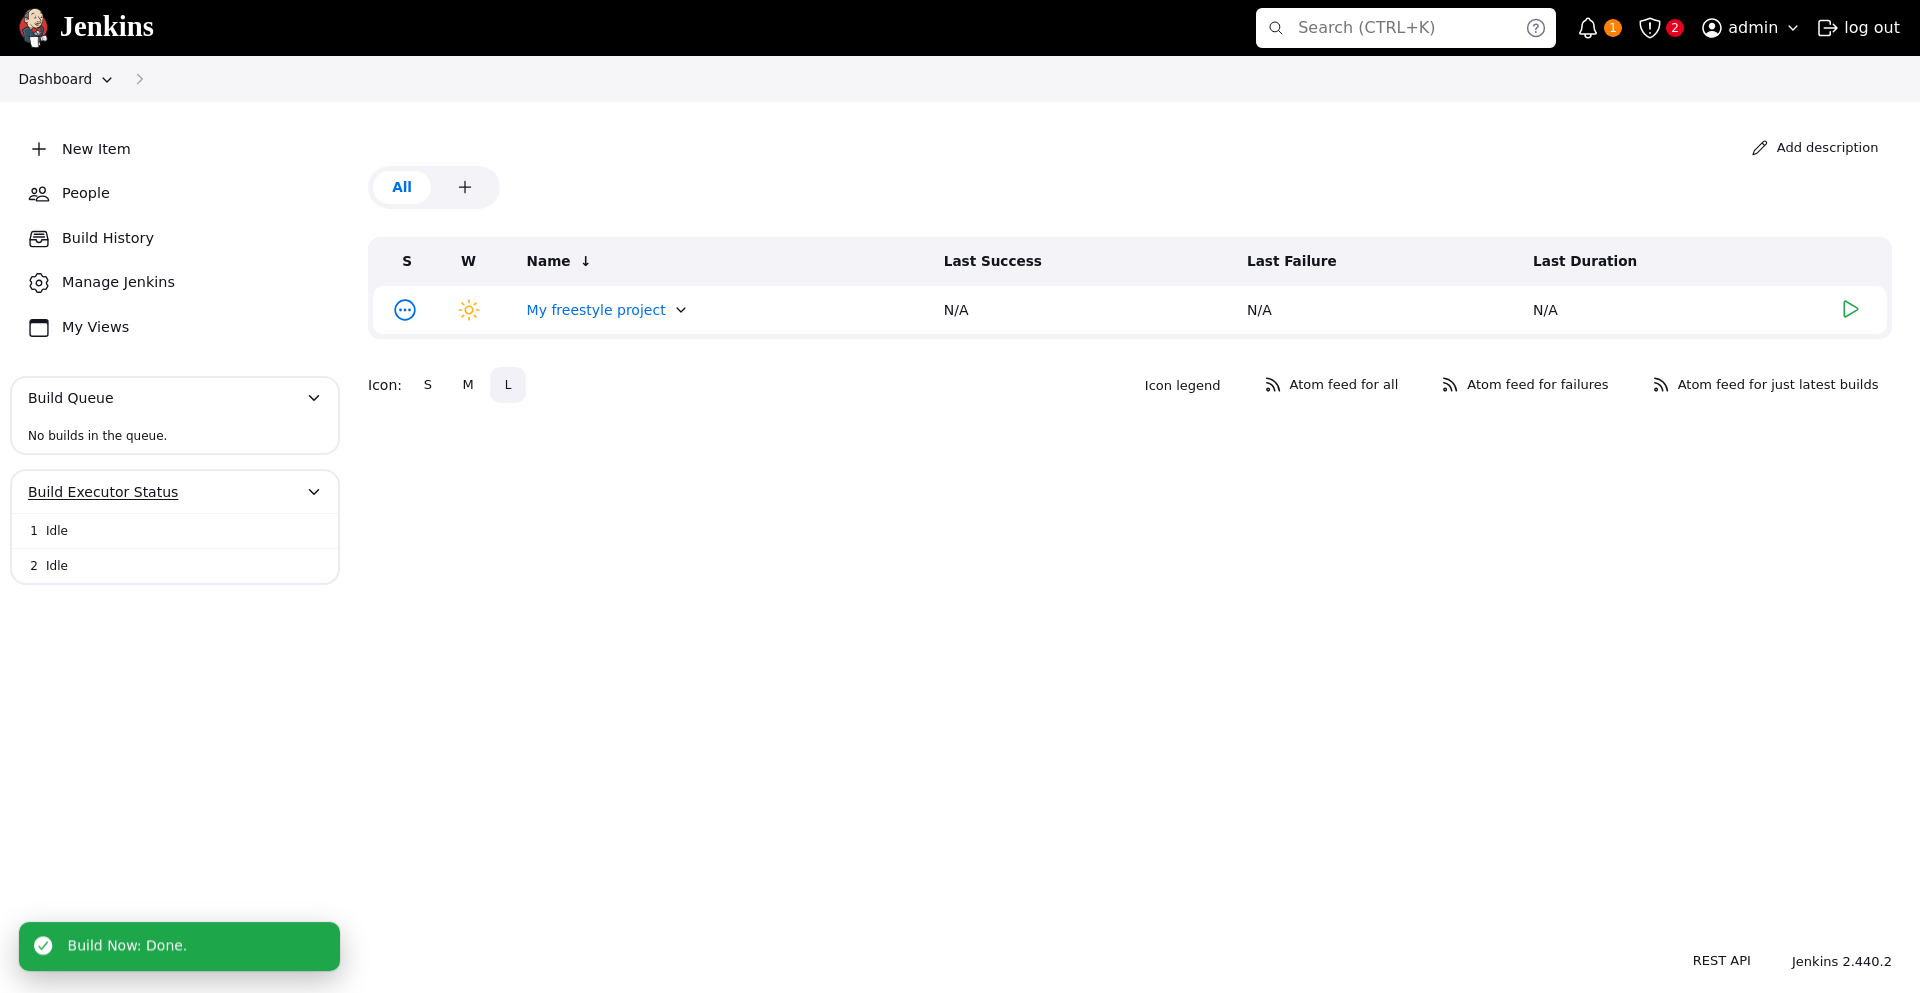 Jenkins
Search (CTRL+K)
1
2
admin
log out
Dashboard
New Item
People
Build History
Manage Jenkins
My Views
Build Queue
No builds in the queue.
Build Executor Status
1 Idle
2 Idle
Add description
All
S W Name ↓ Last Success Last Failure Last Duration
My freestyle project N/A N/A N/A
Icon: S M L
Icon legend Atom feed for all Atom feed for failures Atom feed for just latest builds
Build Now: Done.
REST API Jenkins 2.440.2